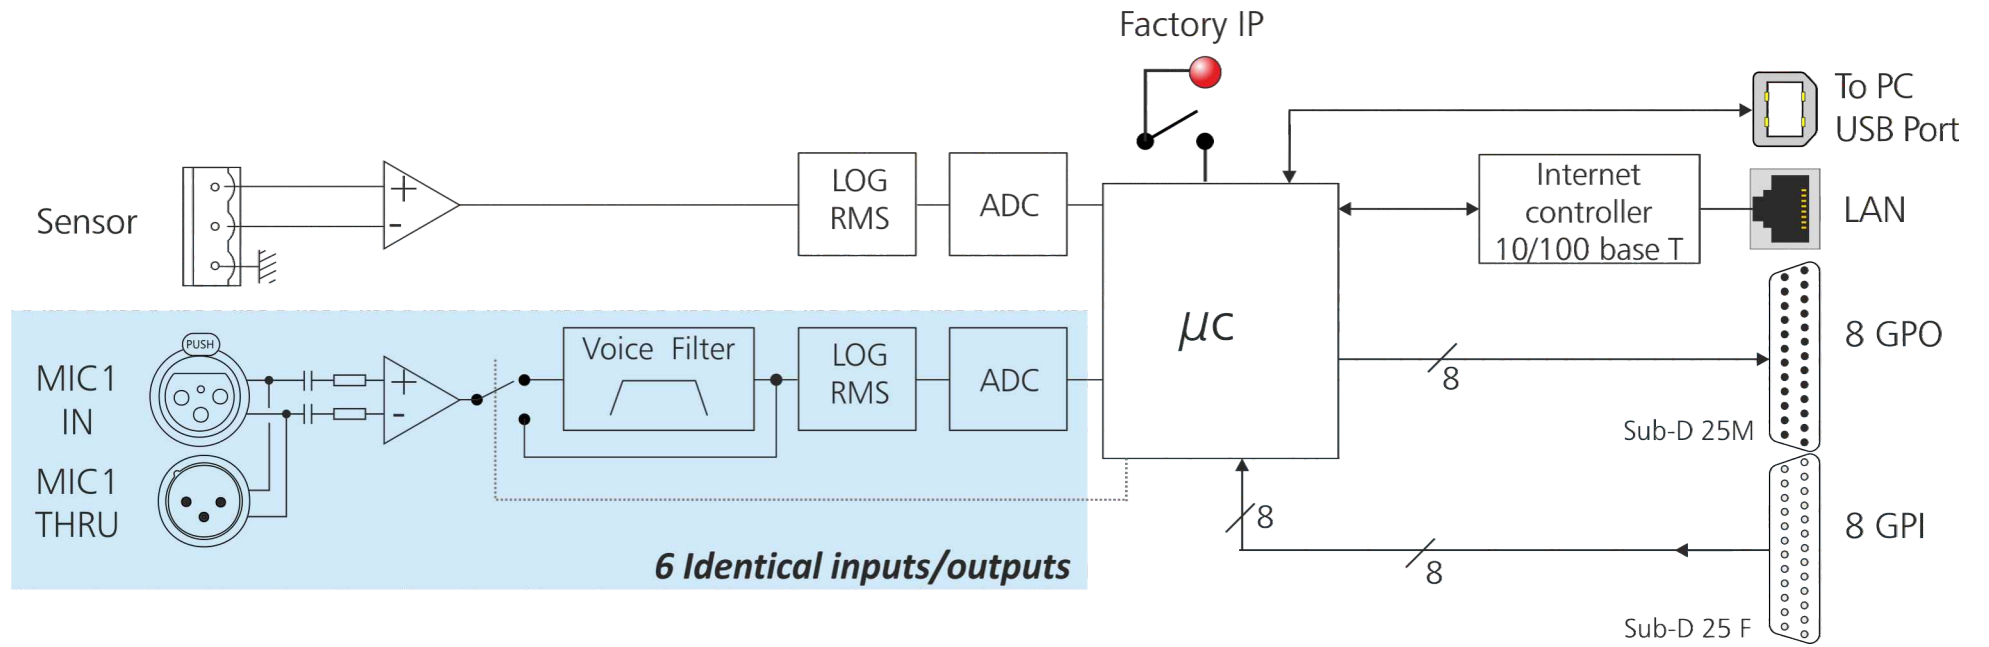 Factory IP
To PC
USB Port
Sensor
+
-
LOG
RMS
ADC
Internet
controller
10/100 base T
LAN
μc
8 GPO
8
Sub-D 25M
PUSH
MIC1
IN
+
-
Voice Filter
LOG
RMS
ADC
MIC1
THRU
6 Identical inputs/outputs
8
8
8 GPI
Sub-D 25 F